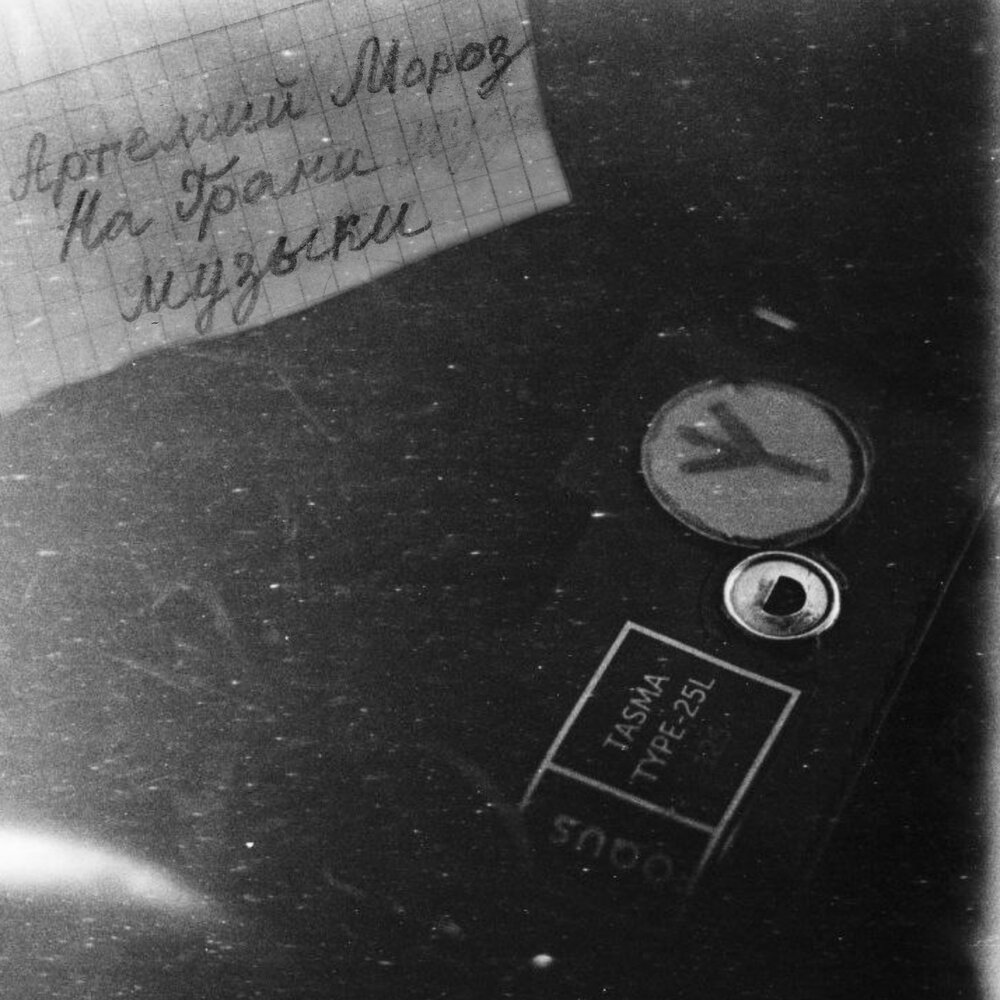 Артемий Мороз
На Грани
музыки
Y
TASMA
TYPE-25L